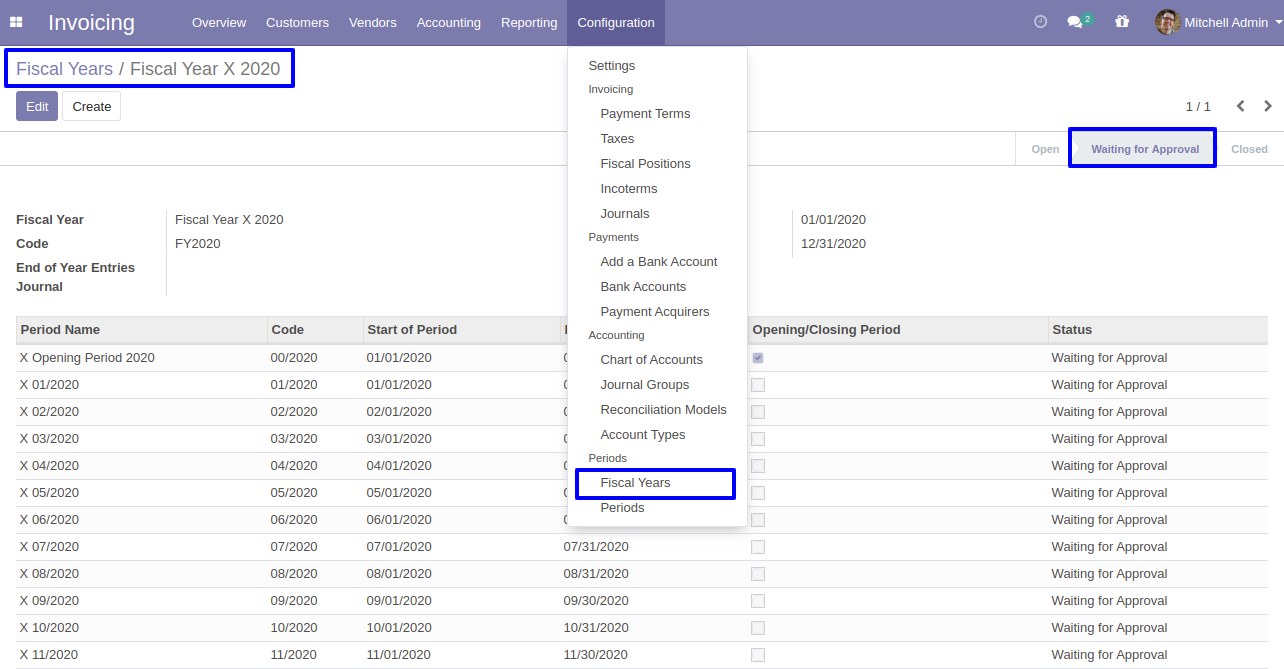 Invoicing Overview Customers Vendors Accounting Reporting Configuration 2 Mitchell Admin
Fiscal Years / Fiscal Year X 2020
Edit Create 1 / 1
Open Waiting for Approval Closed
Settings
Invoicing
Payment Terms
Taxes
Fiscal Positions
Incoterms
Journals
Payments
Add a Bank Account
Bank Accounts
Payment Acquirers
Accounting
Chart of Accounts
Journal Groups
Reconciliation Models
Account Types
Periods
Fiscal Years
Periods
Fiscal Year Fiscal Year X 2020 01/01/2020
Code FY2020 12/31/2020
End of Year Entries
Journal
Period Name Code Start of Period Opening/Closing Period Status
X Opening Period 2020 00/2020 01/01/2020 Waiting for Approval
X 01/2020 01/2020 01/01/2020 Waiting for Approval
X 02/2020 02/2020 02/01/2020 Waiting for Approval
X 03/2020 03/2020 03/01/2020 Waiting for Approval
X 04/2020 04/2020 04/01/2020 Waiting for Approval
X 05/2020 05/2020 05/01/2020 Waiting for Approval
X 06/2020 06/2020 06/01/2020 Waiting for Approval
X 07/2020 07/2020 07/01/2020 07/31/2020 Waiting for Approval
X 08/2020 08/2020 08/01/2020 08/31/2020 Waiting for Approval
X 09/2020 09/2020 09/01/2020 09/30/2020 Waiting for Approval
X 10/2020 10/2020 10/01/2020 10/31/2020 Waiting for Approval
X 11/2020 11/2020 11/01/2020 11/30/2020 Waiting for Approval